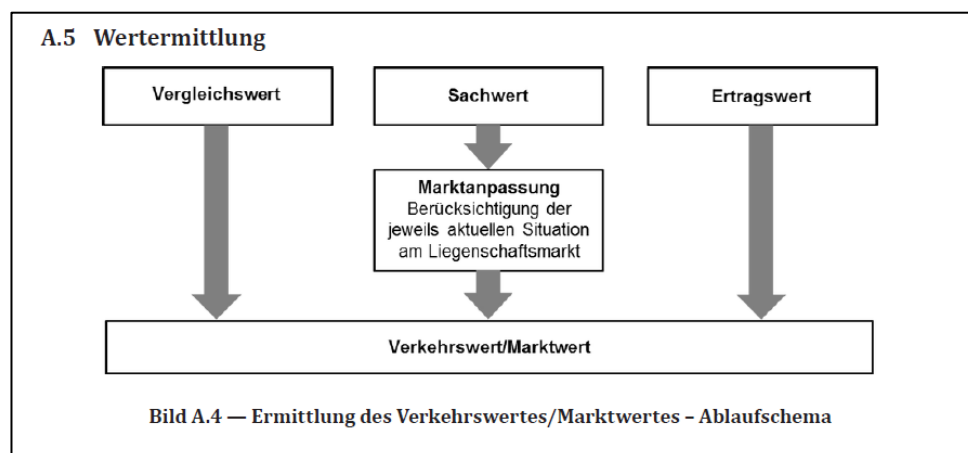 A.5 Wertermittlung
Vergleichswert
Sachwert
Ertragswert
Marktanpassung
Berücksichtigung der
jeweils aktuellen Situation
am Liegenschaftsmarkt
Verkehrswert/Marktwert
Bild A.4 — Ermittlung des Verkehrswertes/Marktwertes – Ablaufschema